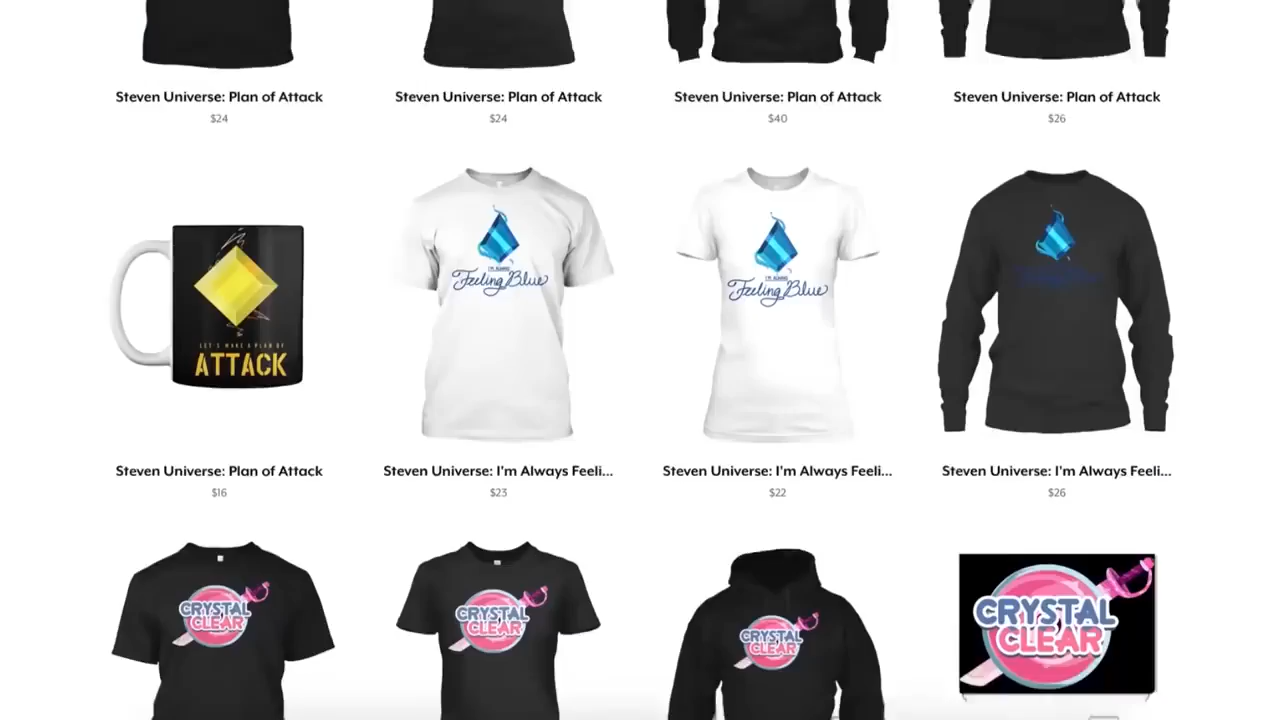 Steven Universe: Plan of Attack
Steven Universe: Plan of Attack
Steven Universe: Plan of Attack
Steven Universe: Plan of Attack
$24
$24
$40
$26
LET'S MAKE A PLAN OF
ATTACK
I'M ALWAYS
Feeling Blue
I'M ALWAYS
Feeling Blue
Steven Universe: Plan of Attack
Steven Universe: I'm Always Feeli...
Steven Universe: I'm Always Feeli...
Steven Universe: I'm Always Feeli...
$16
$23
$22
$26
CRYSTAL
CLEAR
CRYSTAL
CLEAR
CRYSTAL
CLEAR
CRYSTAL
CLEAR